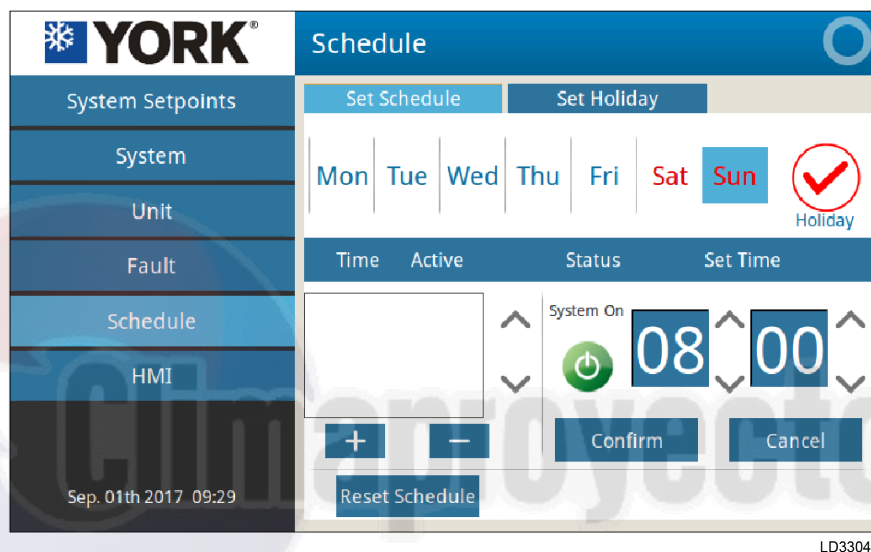 YORK®
Schedule
System Setpoints
System
Unit
Fault
Schedule
HMI
Sep. 01th 2017 09:29
Set Schedule Set Holiday
Mon Tue Wed Thu Fri Sat Sun
Holiday
Time Active Status Set Time
System On
08 00
+ −
Confirm Cancel
Reset Schedule
Climaproyecto
LD3304